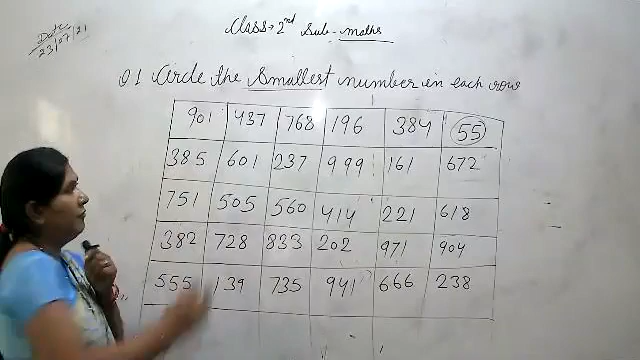 Date
23/07/21
Class→2nd Sub-maths
Q1 Circle the Smallest number in each row
901 437 768 196 384 55
385 601 237 999 161 672
751 505 560 414 221 618
382 728 833 202 971 904
555 139 735 941 666 238